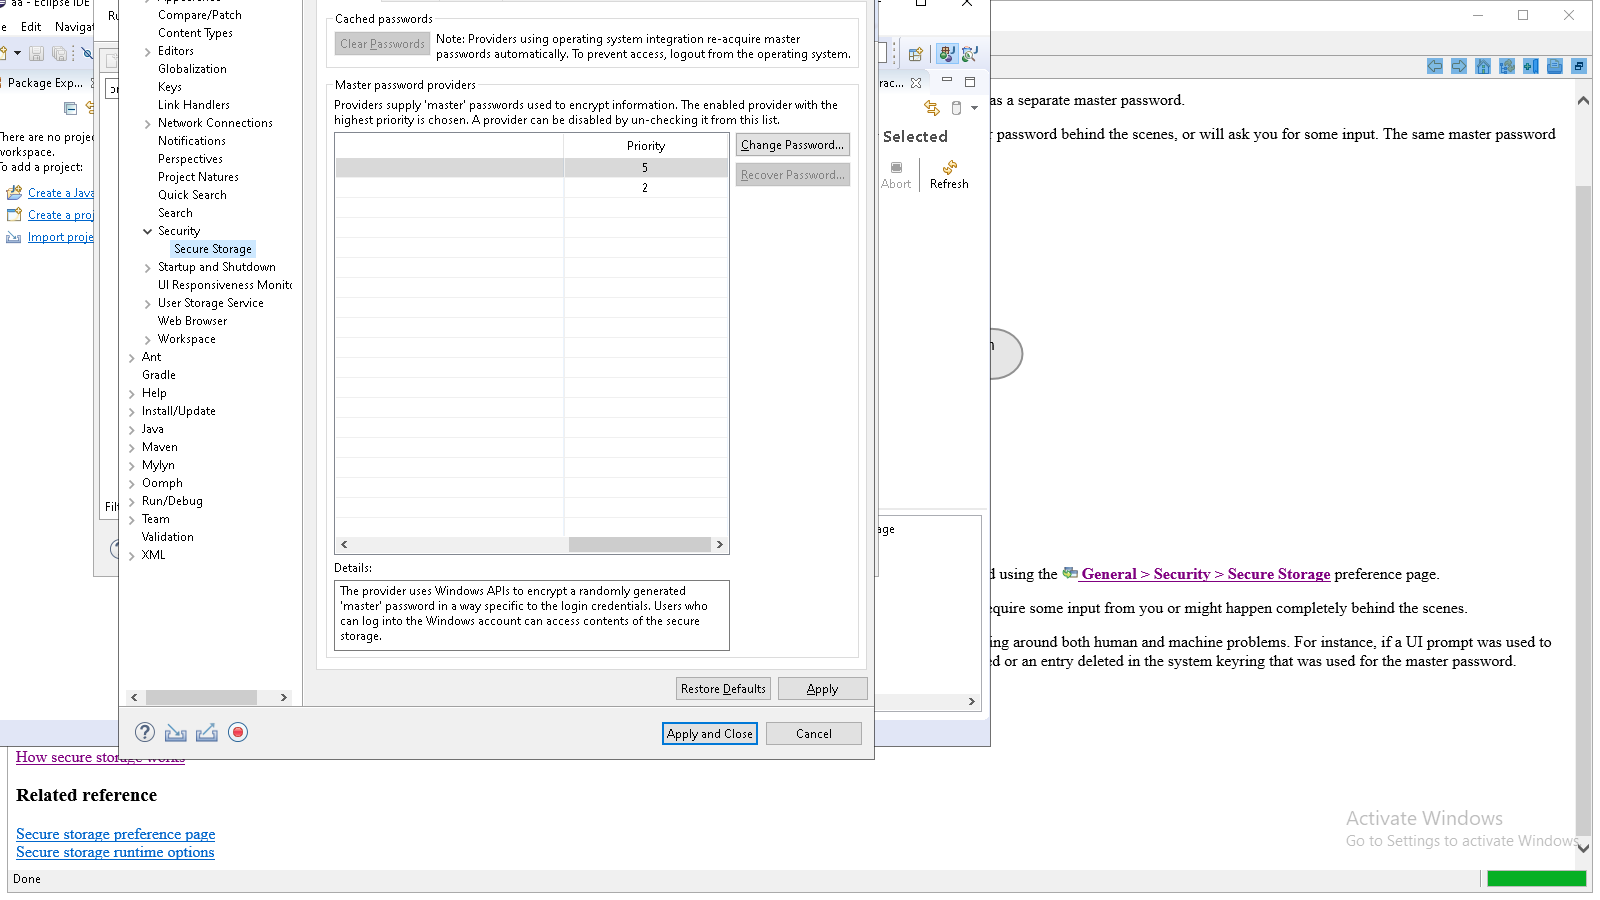 aa - Eclipse IDE
Edit
Navigat
Package Exp...
There are no projec
workspace.
To add a project:
Create a Java
Create a proj
Import proje
Ru
Filt
Compare/Patch
Content Types
Editors
Globalization
Keys
Link Handlers
Network Connections
Notifications
Perspectives
Project Natures
Quick Search
Search
Security
Secure Storage
Startup and Shutdown
UI Responsiveness Monito
User Storage Service
Web Browser
Workspace
Ant
Gradle
Help
Install/Update
Java
Maven
Mylyn
Oomph
Run/Debug
Team
Validation
XML
Cached passwords
Clear Passwords
Note: Providers using operating system integration re-acquire master
passwords automatically. To prevent access, logout from the operating system.
Master password providers
Providers supply 'master' passwords used to encrypt information. The enabled provider with the
highest priority is chosen. A provider can be disabled by un-checking it from this list.
Priority
5
2
Change Password...
Recover Password...
Details:
The provider uses Windows APIs to encrypt a randomly generated
'master' password in a way specific to the login credentials. Users who
can log into the Windows account can access contents of the secure
storage.
Restore Defaults
Apply
Apply and Close
Cancel
rac...
Selected
Abort
Refresh
age
as a separate master password.
r password behind the scenes, or will ask you for some input. The same master password
n
d using the General > Security > Secure Storage preference page.
equire some input from you or might happen completely behind the scenes.
ing around both human and machine problems. For instance, if a UI prompt was used to
ed or an entry deleted in the system keyring that was used for the master password.
How secure storage works
Related reference
Secure storage preference page
Secure storage runtime options
Activate Windows
Go to Settings to activate Windows.
Done